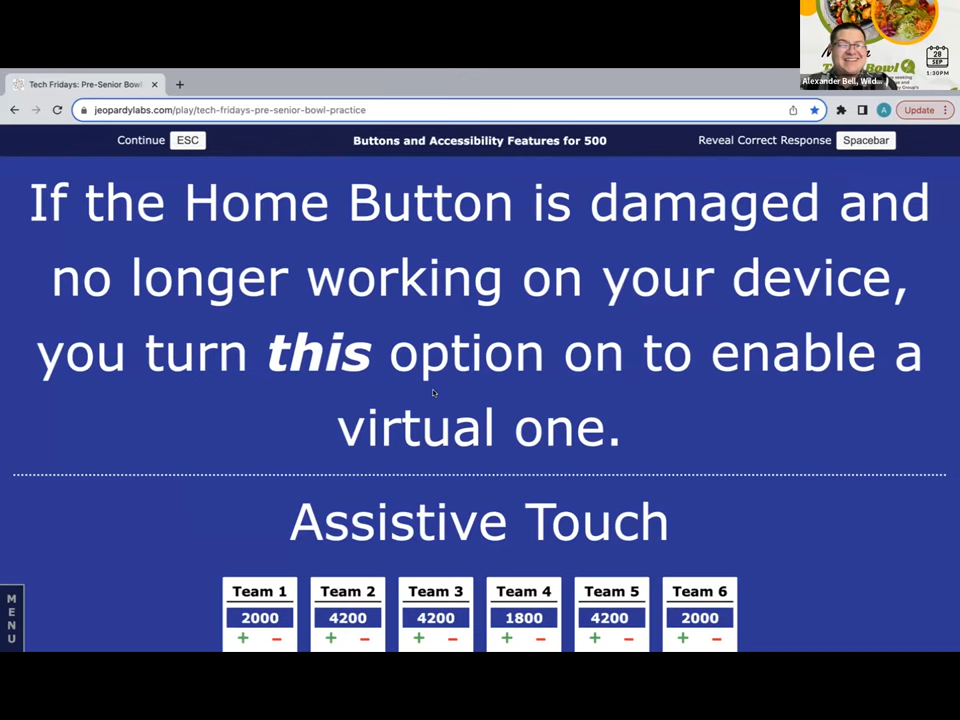 28
SEP
1:30PM
Alexander Bell, Wild
Tech Fridays: Pre-Senior Bowl
jeopardylabs.com/play/tech-fridays-pre-senior-bowl-practice
A
Update
Continue ESC Buttons and Accessibility Features for 500 Reveal Correct Response Spacebar
If the Home Button is damaged and
no longer working on your device,
you turn this option on to enable a
virtual one.
Assistive Touch
MENU
Team 1 Team 2 Team 3 Team 4 Team 5 Team 6
2000 4200 4200 1800 4200 2000
+ − + − + − + − + − + −